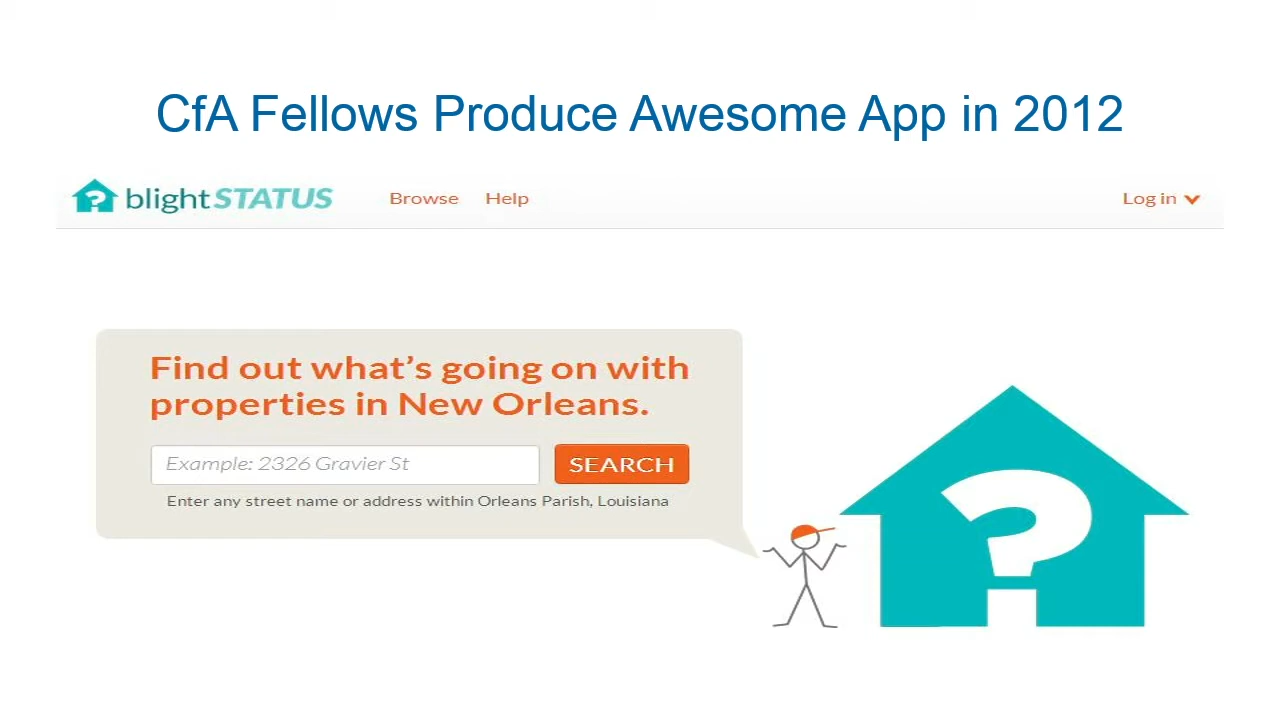 CfA Fellows Produce Awesome App in 2012
blightSTATUS Browse Help Log in
Find out what's going on with
properties in New Orleans.
Example: 2326 Gravier St SEARCH
Enter any street name or address within Orleans Parish, Louisiana